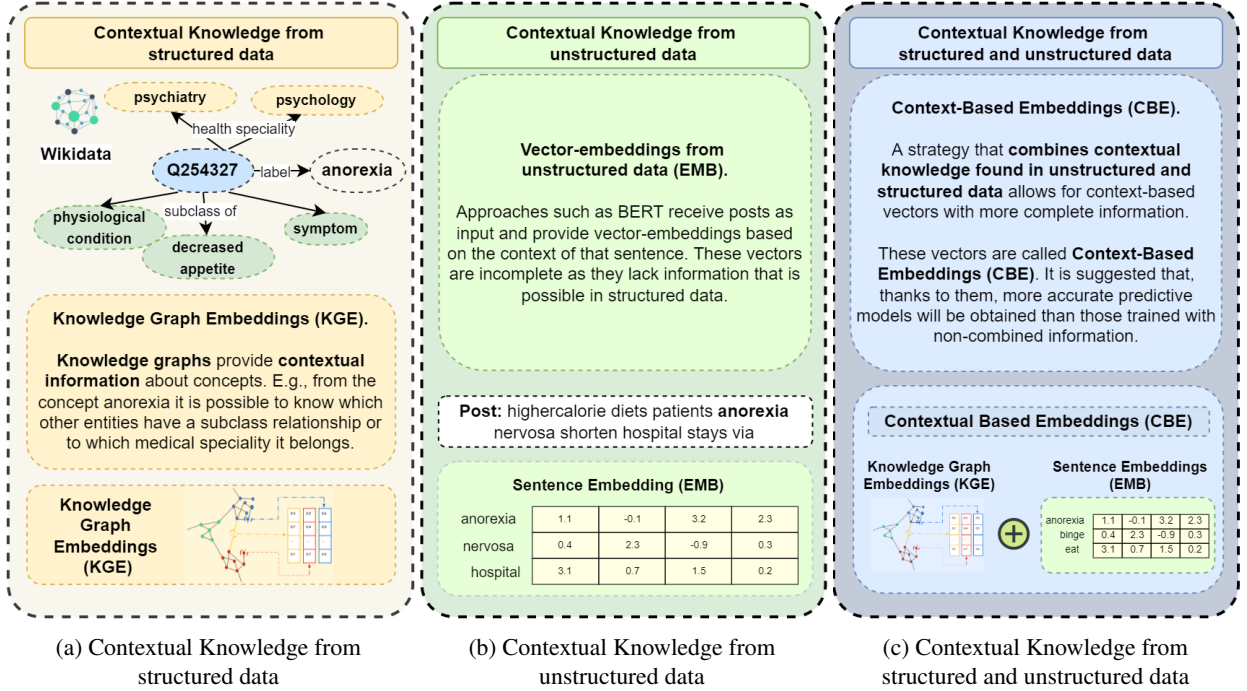 Contextual Knowledge from
structured data
psychiatry
psychology
health speciality
Wikidata
Q254327
label
anorexia
physiological
condition
subclass of
symptom
decreased
appetite
Knowledge Graph Embeddings (KGE).
Knowledge graphs provide contextual
information about concepts. E.g., from the
concept anorexia it is possible to know which
other entities have a subclass relationship or
to which medical speciality it belongs.
Knowledge
Graph
Embeddings
(KGE)
(a) Contextual Knowledge from
structured data
Contextual Knowledge from
unstructured data
Vector-embeddings from
unstructured data (EMB).
Approaches such as BERT receive posts as
input and provide vector-embeddings based
on the context of that sentence. These vectors
are incomplete as they lack information that is
possible in structured data.
Post: highercalorie diets patients anorexia
nervosa shorten hospital stays via
Sentence Embedding (EMB)
anorexia 1.1 -0.1 3.2 2.3
nervosa 0.4 2.3 -0.9 0.3
hospital 3.1 0.7 1.5 0.2
(b) Contextual Knowledge from
unstructured data
Contextual Knowledge from
structured and unstructured data
Context-Based Embeddings (CBE).
A strategy that combines contextual
knowledge found in unstructured and
structured data allows for context-based
vectors with more complete information.
These vectors are called Context-Based
Embeddings (CBE). It is suggested that,
thanks to them, more accurate predictive
models will be obtained than those trained with
non-combined information.
Contextual Based Embeddings (CBE)
Knowledge Graph
Embeddings (KGE)
Sentence Embeddings
(EMB)
anorexia 1.1 -0.1 3.2 2.3
binge 0.4 2.3 -0.9 0.3
eat 3.1 0.7 1.5 0.2
(c) Contextual Knowledge from
structured and unstructured data